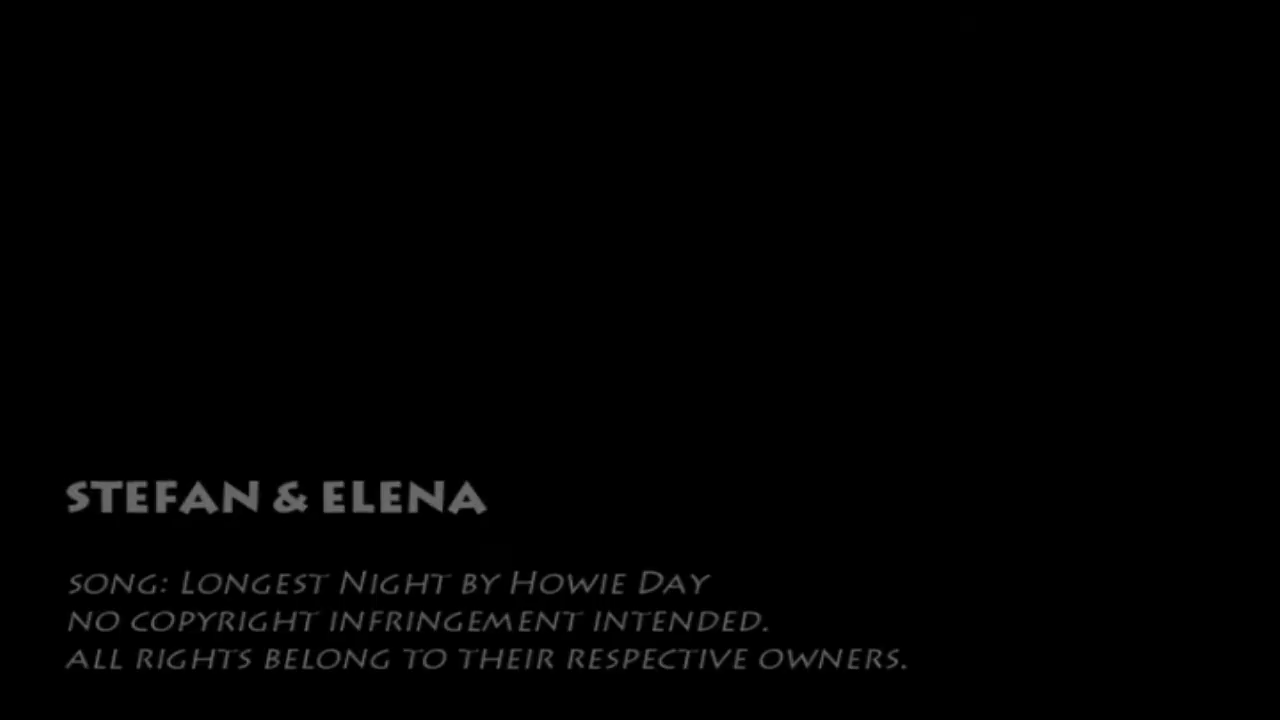 STEFAN & ELENA
SONG: LONGEST NIGHT BY HOWIE DAY
NO COPYRIGHT INFRINGEMENT INTENDED.
ALL RIGHTS BELONG TO THEIR RESPECTIVE OWNERS.